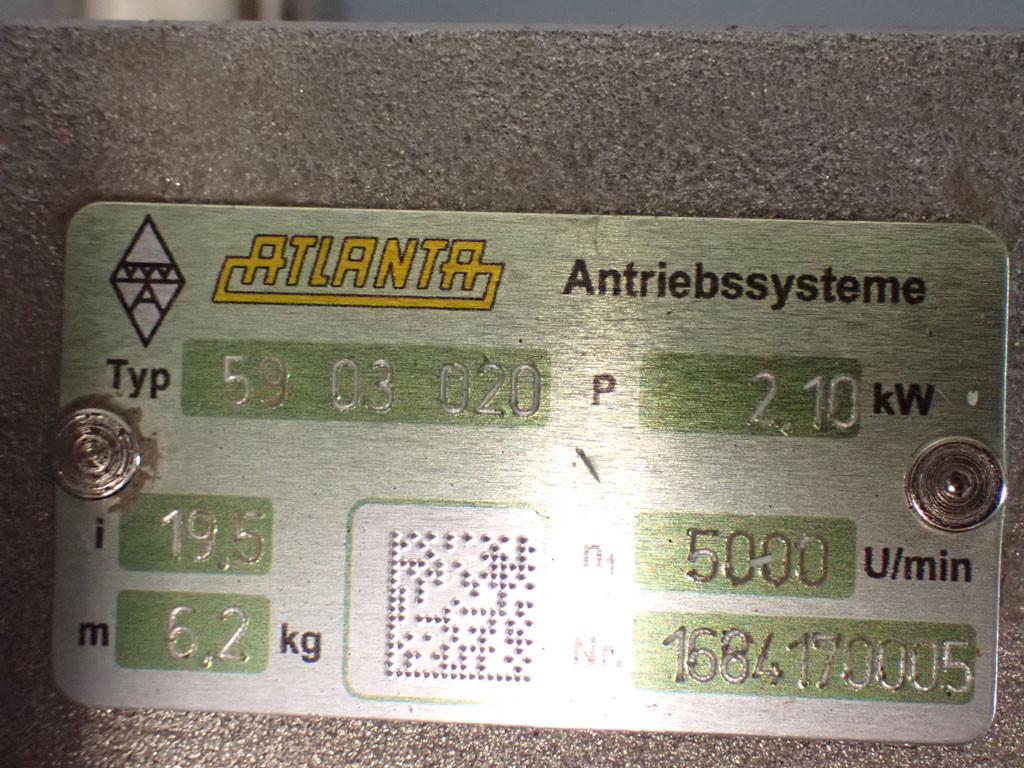 ATLANTA Antriebssysteme
Typ 59 03 020 P 2,10 kW
i 19,5 n₁ 5000 U/min
m 6,2 kg Nr. 1684170005